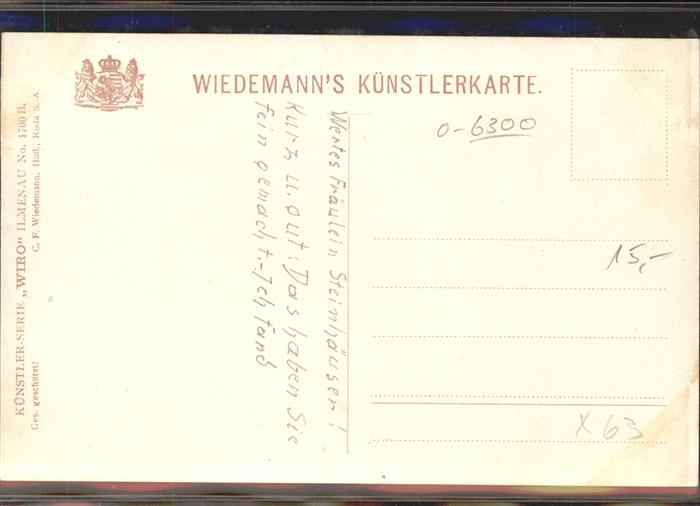 WIEDEMANN'S KÜNSTLERKARTE.
KÜNSTLER-SERIE „WIRO“ ILMENAU No. 1700 B.
Ges. geschützt!
C. F. Wiedemann, Hofl., Roda S. A
Wertes Fräulein Steinhäuser!
Kurz u. gut: Das haben Sie
fein gemacht. - Ich fand
0-6300
15,-
x 63